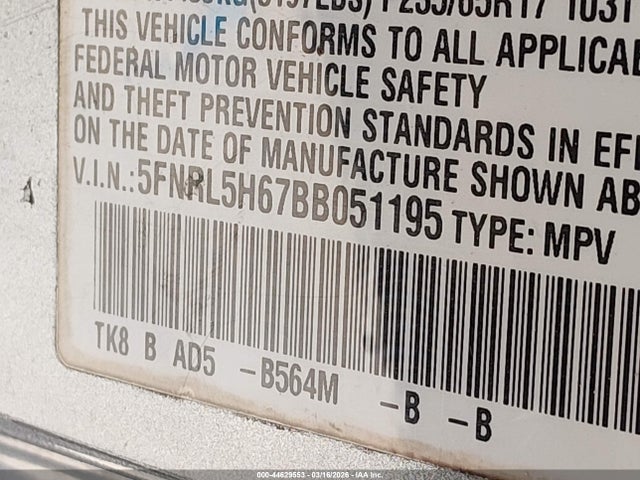 THIS VEHICLE CONFORMS TO ALL APPLICAB
FEDERAL MOTOR VEHICLE SAFETY
AND THEFT PREVENTION STANDARDS IN EFF
ON THE DATE OF MANUFACTURE SHOWN AB
V.I.N.:5FNRL5H67BB051195 TYPE: MPV
TK8 B AD5 -B564M -B -B
000-44629553 - 03/16/2026 - © IAA, Inc.